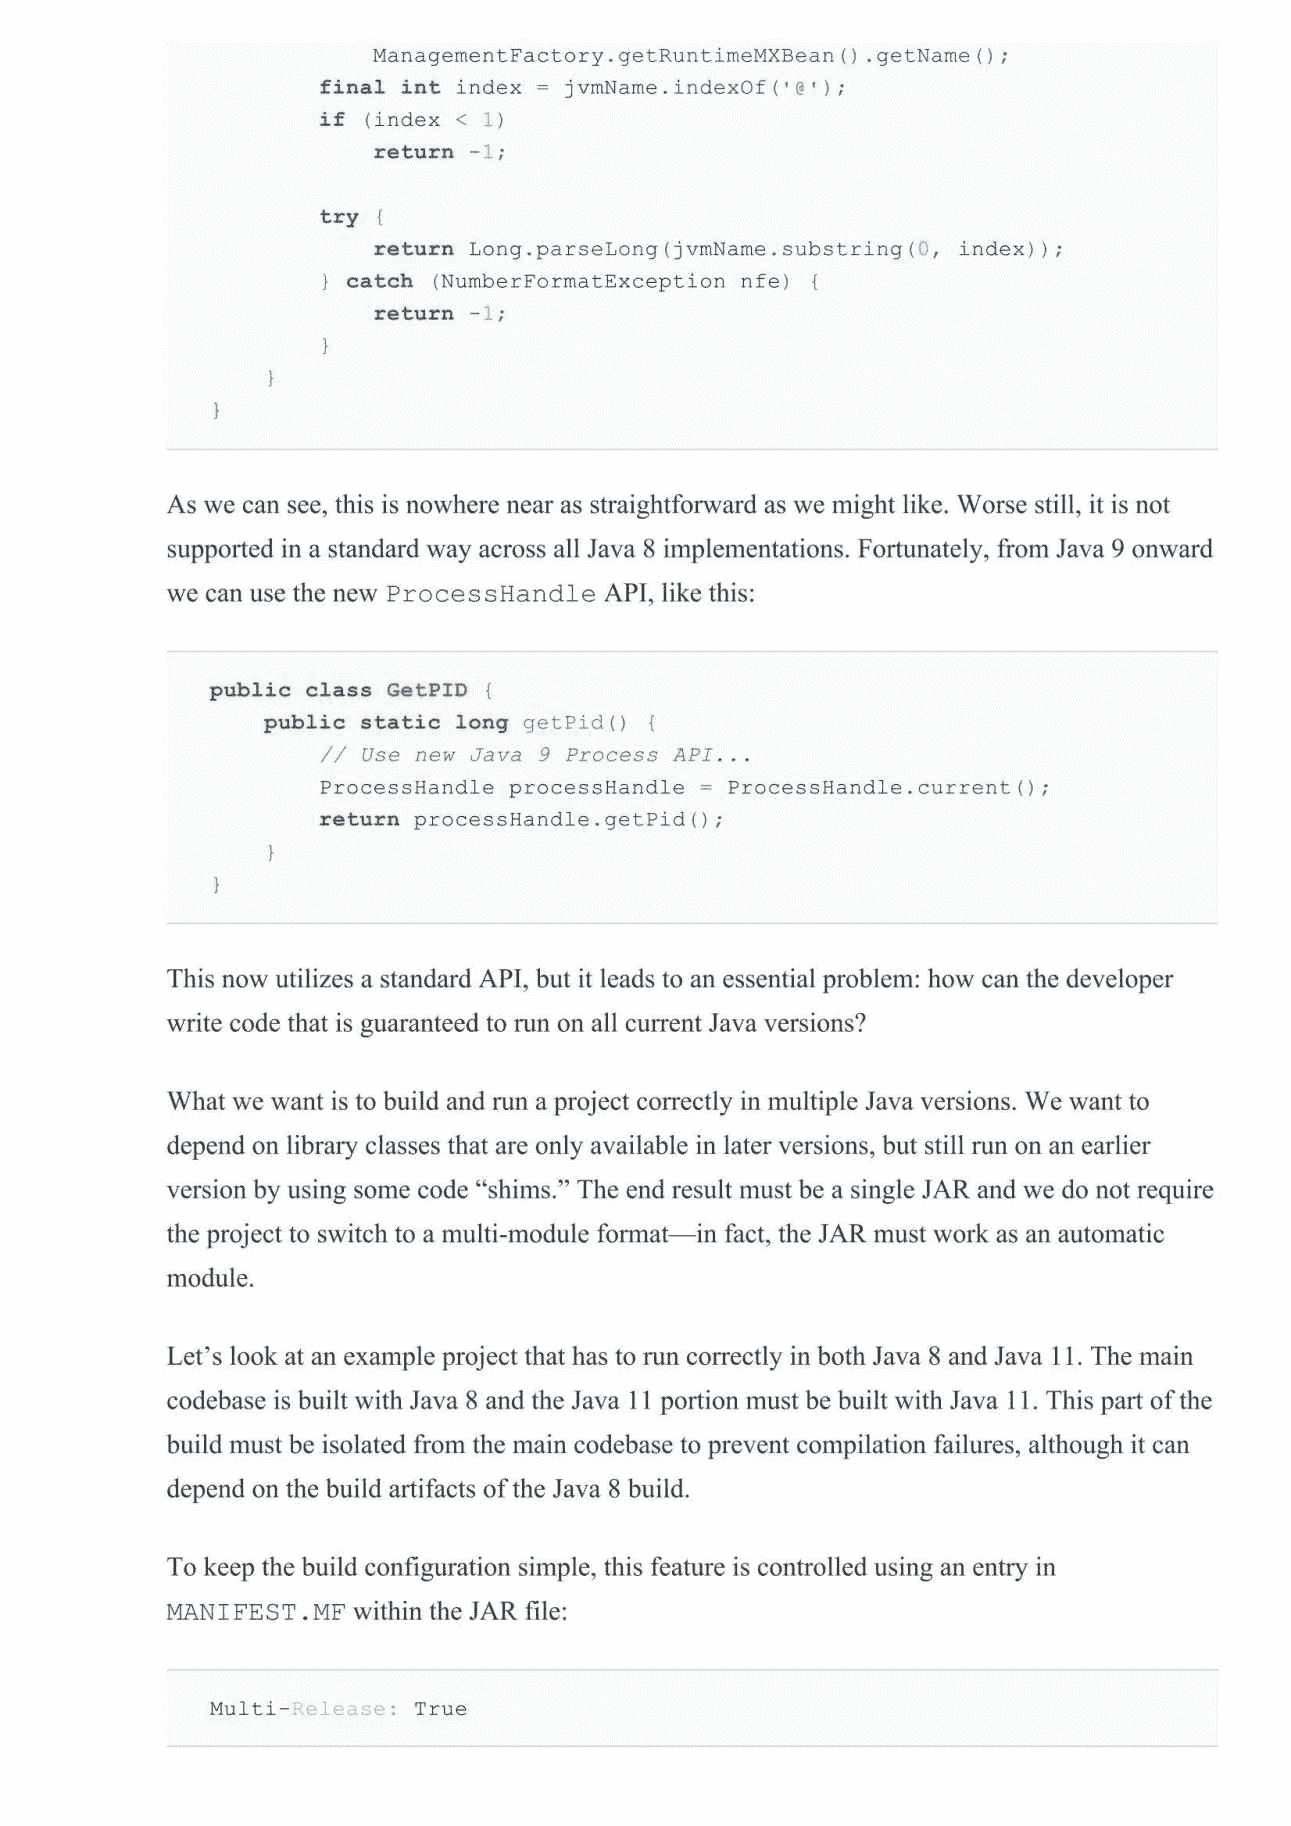 ManagementFactory.getRuntimeMXBean().getName();
final int index = jvmName.indexOf('@');
if (index < 1)
return -1;
try {
return Long.parseLong(jvmName.substring(0, index));
} catch (NumberFormatException nfe) {
return -1;
}
}
}
As we can see, this is nowhere near as straightforward as we might like. Worse still, it is not
supported in a standard way across all Java 8 implementations. Fortunately, from Java 9 onward
we can use the new ProcessHandle API, like this:
public class GetPID {
public static long getPid() {
// Use new Java 9 Process API...
ProcessHandle processHandle = ProcessHandle.current();
return processHandle.getPid();
}
}
This now utilizes a standard API, but it leads to an essential problem: how can the developer
write code that is guaranteed to run on all current Java versions?
What we want is to build and run a project correctly in multiple Java versions. We want to
depend on library classes that are only available in later versions, but still run on an earlier
version by using some code “shims.” The end result must be a single JAR and we do not require
the project to switch to a multi-module format—in fact, the JAR must work as an automatic
module.
Let’s look at an example project that has to run correctly in both Java 8 and Java 11. The main
codebase is built with Java 8 and the Java 11 portion must be built with Java 11. This part of the
build must be isolated from the main codebase to prevent compilation failures, although it can
depend on the build artifacts of the Java 8 build.
To keep the build configuration simple, this feature is controlled using an entry in
MANIFEST.MF within the JAR file:
Multi-Release: True